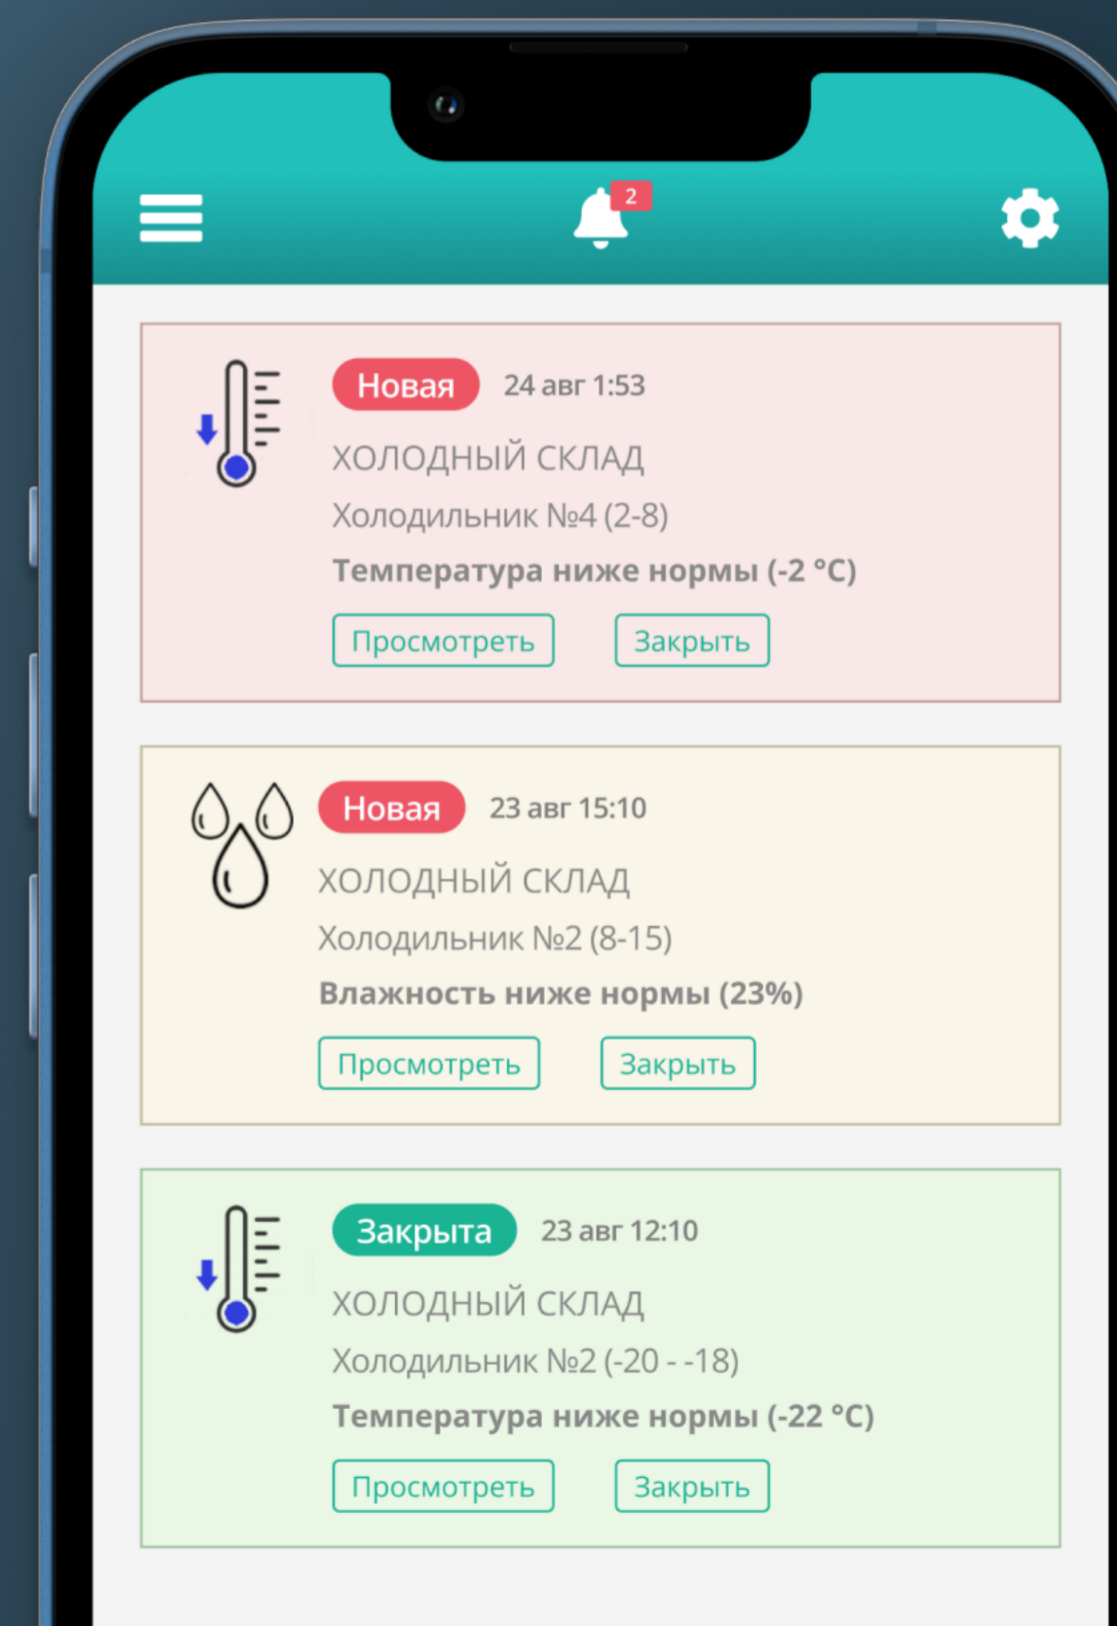 2
Новая 24 авг 1:53
ХОЛОДНЫЙ СКЛАД
Холодильник №4 (2-8)
Температура ниже нормы (-2 °C)
Просмотреть Закрыть
Новая 23 авг 15:10
ХОЛОДНЫЙ СКЛАД
Холодильник №2 (8-15)
Влажность ниже нормы (23%)
Просмотреть Закрыть
Закрыта 23 авг 12:10
ХОЛОДНЫЙ СКЛАД
Холодильник №2 (-20 - -18)
Температура ниже нормы (-22 °C)
Просмотреть Закрыть